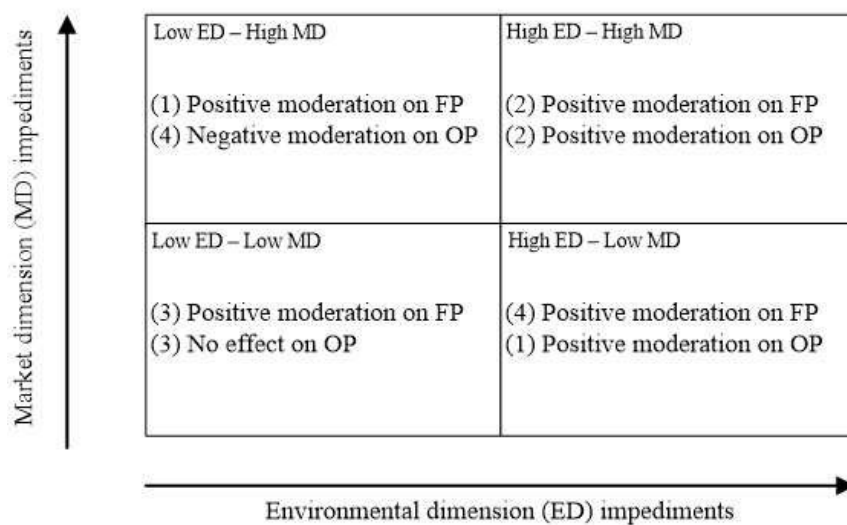 Market dimension (MD) impediments
Low ED – High MD
(1) Positive moderation on FP
(4) Negative moderation on OP
High ED – High MD
(2) Positive moderation on FP
(2) Positive moderation on OP
Low ED – Low MD
(3) Positive moderation on FP
(3) No effect on OP
High ED – Low MD
(4) Positive moderation on FP
(1) Positive moderation on OP
Environmental dimension (ED) impediments